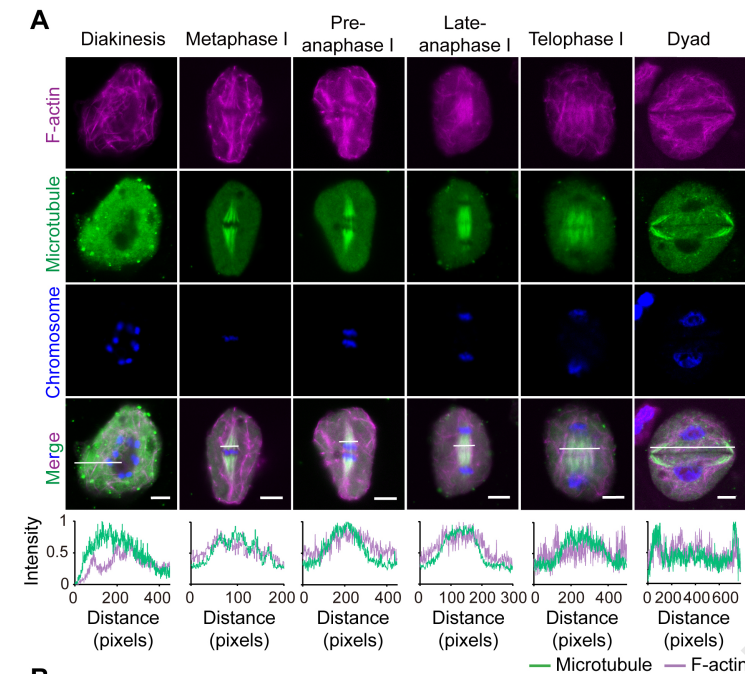 A
Diakinesis
Metaphase I
Pre-
anaphase I
Late-
anaphase I
Telophase I
Dyad
F-actin
Microtubule
Chromosome
Merge
Intensity
1
0.5
0
0 200 400
0 100 200
0 200 400
0 100 200 300
0 200 400
0 200 400 600
Distance
(pixels)
Distance
(pixels)
Distance
(pixels)
Distance
(pixels)
Distance
(pixels)
Distance
(pixels)
Microtubule
F-actin